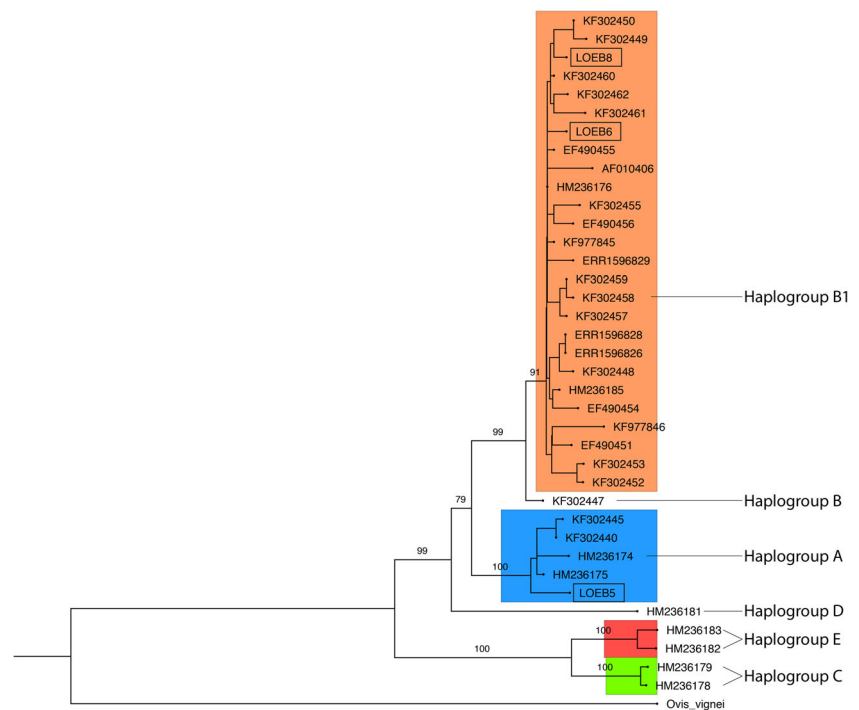 KF302450
KF302449
LOEB8
KF302460
KF302462
KF302461
LOEB6
EF490455
AF010406
HM236176
KF302455
EF490456
KF977845
ERR1596829
KF302459
KF302458 Haplogroup B1
KF302457
ERR1596828
ERR1596826
KF302448
91
HM236185
EF490454
KF977846
99
EF490451
KF302453
KF302452
79
KF302447 Haplogroup B
KF302445
KF302440
99
HM236174 Haplogroup A
100
HM236175
LOEB5
HM236181 Haplogroup D
100
HM236183
Haplogroup E
100
HM236182
100
HM236179
Haplogroup C
HM236178
Ovis_vignei